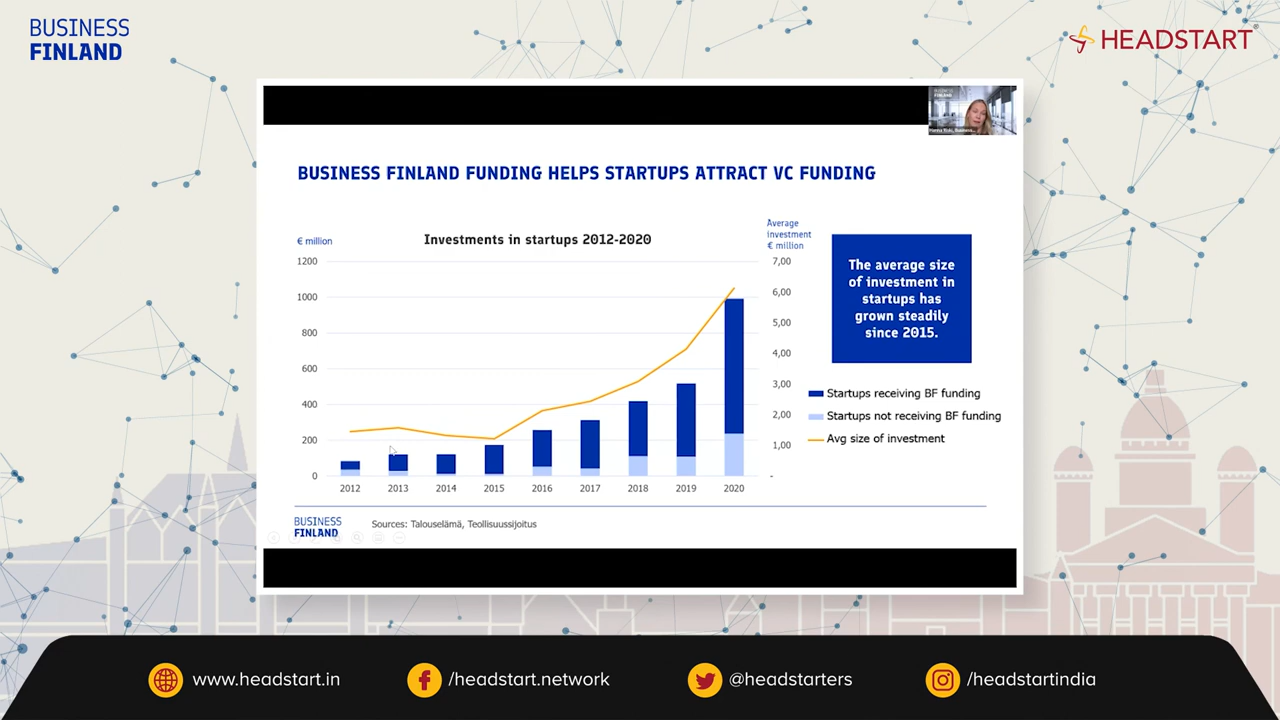 BUSINESS
FINLAND
HEADSTART
BUSINESS
FINLAND
BUSINESS FINLAND FUNDING HELPS STARTUPS ATTRACT VC FUNDING
€ million
Investments in startups 2012-2020
Average
investment
€ million
1200
1000
800
600
400
200
0
7,00
6,00
5,00
4,00
3,00
2,00
1,00
-
2012 2013 2014 2015 2016 2017 2018 2019 2020
The average size
of investment in
startups has
grown steadily
since 2015.
Startups receiving BF funding
Startups not receiving BF funding
Avg size of investment
BUSINESS
FINLAND
Sources: Talouselämä, Teollisuussijoitus
www.headstart.in
/headstart.network
@headstarters
/headstartindia